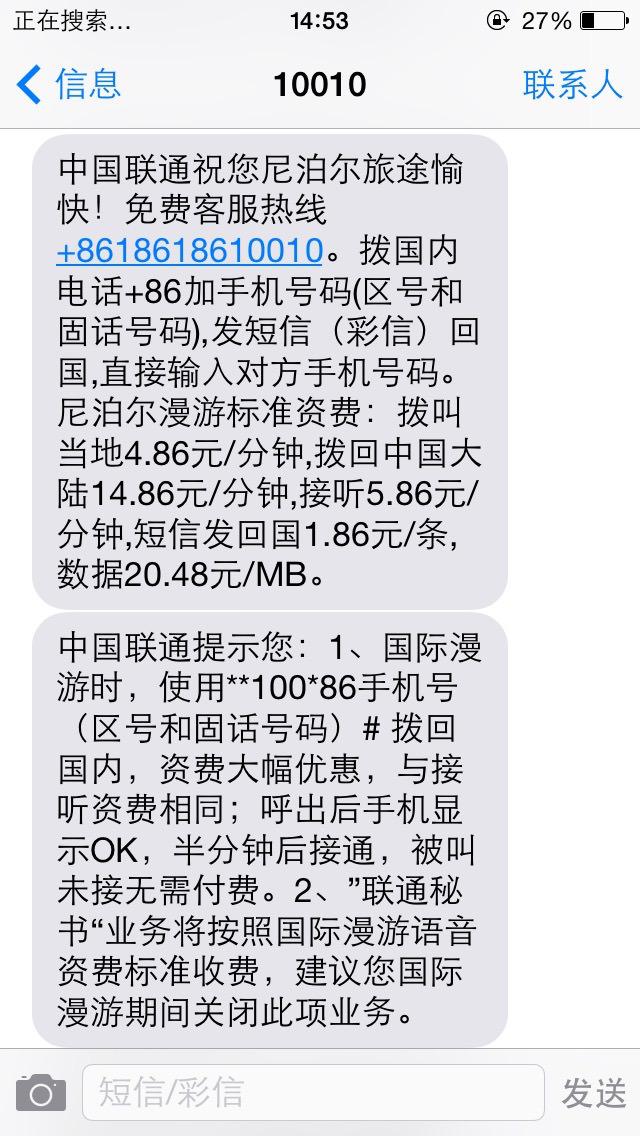 正在搜索...
14:53
27%
信息
10010
联系人
中国联通祝您尼泊尔旅途愉
快！免费客服热线
+8618618610010。拨国内
电话+86加手机号码(区号和
固话号码),发短信（彩信）回
国,直接输入对方手机号码。
尼泊尔漫游标准资费：拨叫
当地4.86元/分钟,拨回中国大
陆14.86元/分钟,接听5.86元/
分钟,短信发回国1.86元/条,
数据20.48元/MB。
中国联通提示您：1、国际漫
游时，使用**100*86手机号
（区号和固话号码）# 拨回
国内，资费大幅优惠，与接
听资费相同；呼出后手机显
示OK，半分钟后接通，被叫
未接无需付费。2、”联通秘
书“业务将按照国际漫游语音
资费标准收费，建议您国际
漫游期间关闭此项业务。
短信/彩信
发送